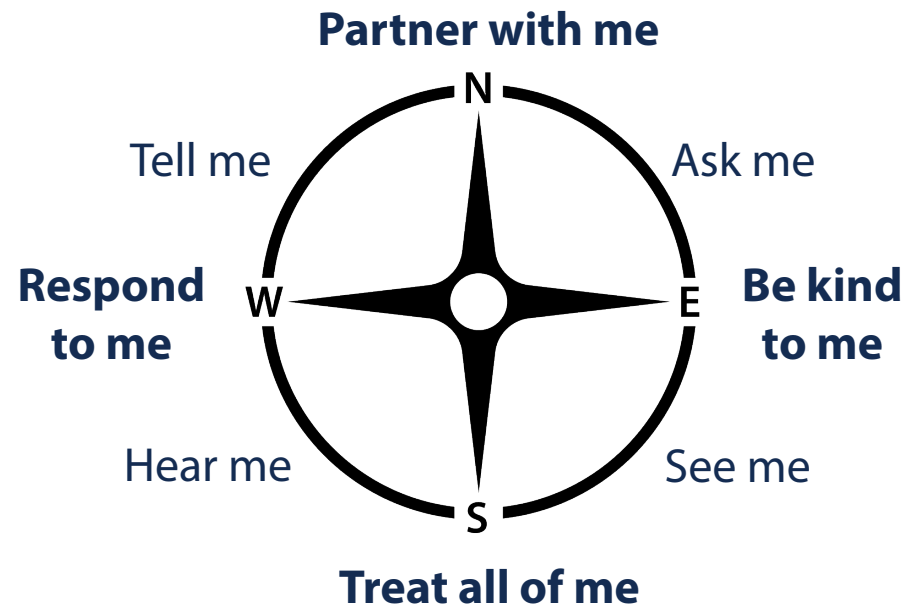 Partner with me
N
Tell me
Ask me
Respond
to me
W
E
Be kind
to me
Hear me
See me
S
Treat all of me